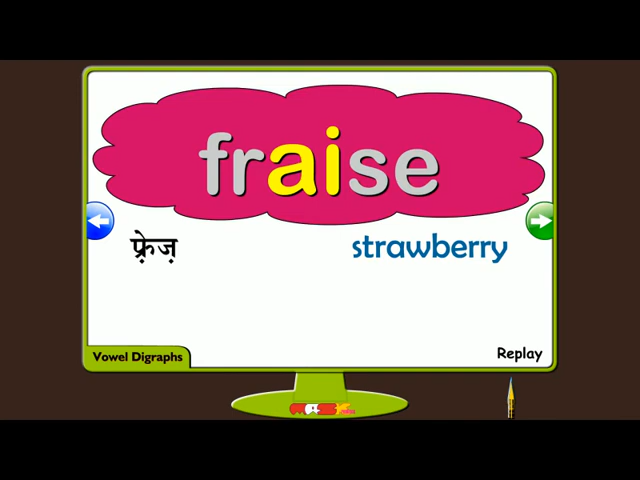 fraise
फ़्रेज़ strawberry
Vowel Digraphs
Replay